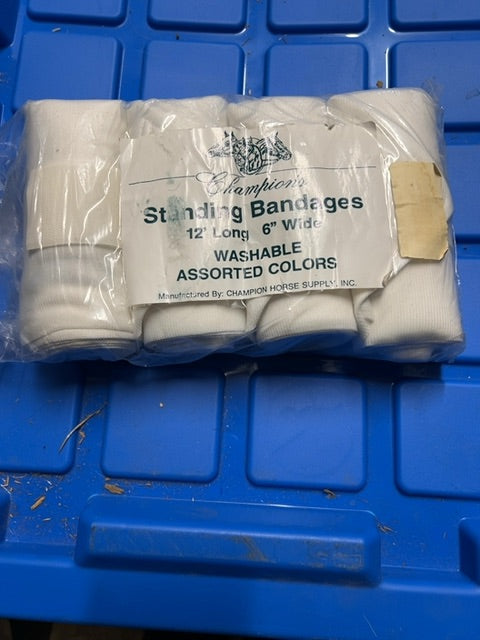 Champion's
Standing Bandages
12' Long 6" Wide
WASHABLE
ASSORTED COLORS
Manufactured By: CHAMPION HORSE SUPPLY, INC.